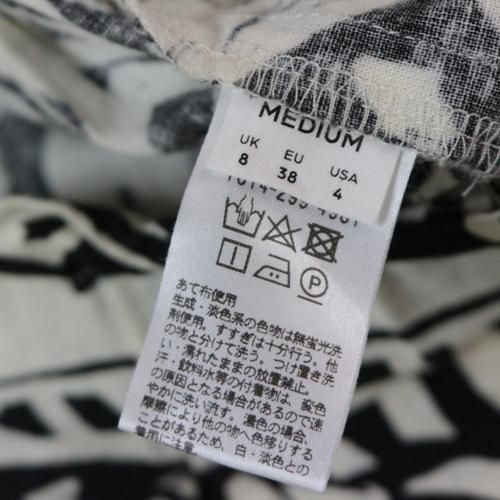 MEDIUM
UK EU USA
8 38 4
あて布使用
生成・淡色系の色物は無蛍光洗
剤使用。すすぎは十分行う。他
の物と分けて洗う。つけ置き洗
い、濡れたままの放置禁止。
汗・飲料水等の付着物は、変色
の原因となる場合があるので速
やかに洗い流す。濃色の場合、
摩擦により他の物へ色移りする
ことがあるため、白・淡色との
着用に注意。